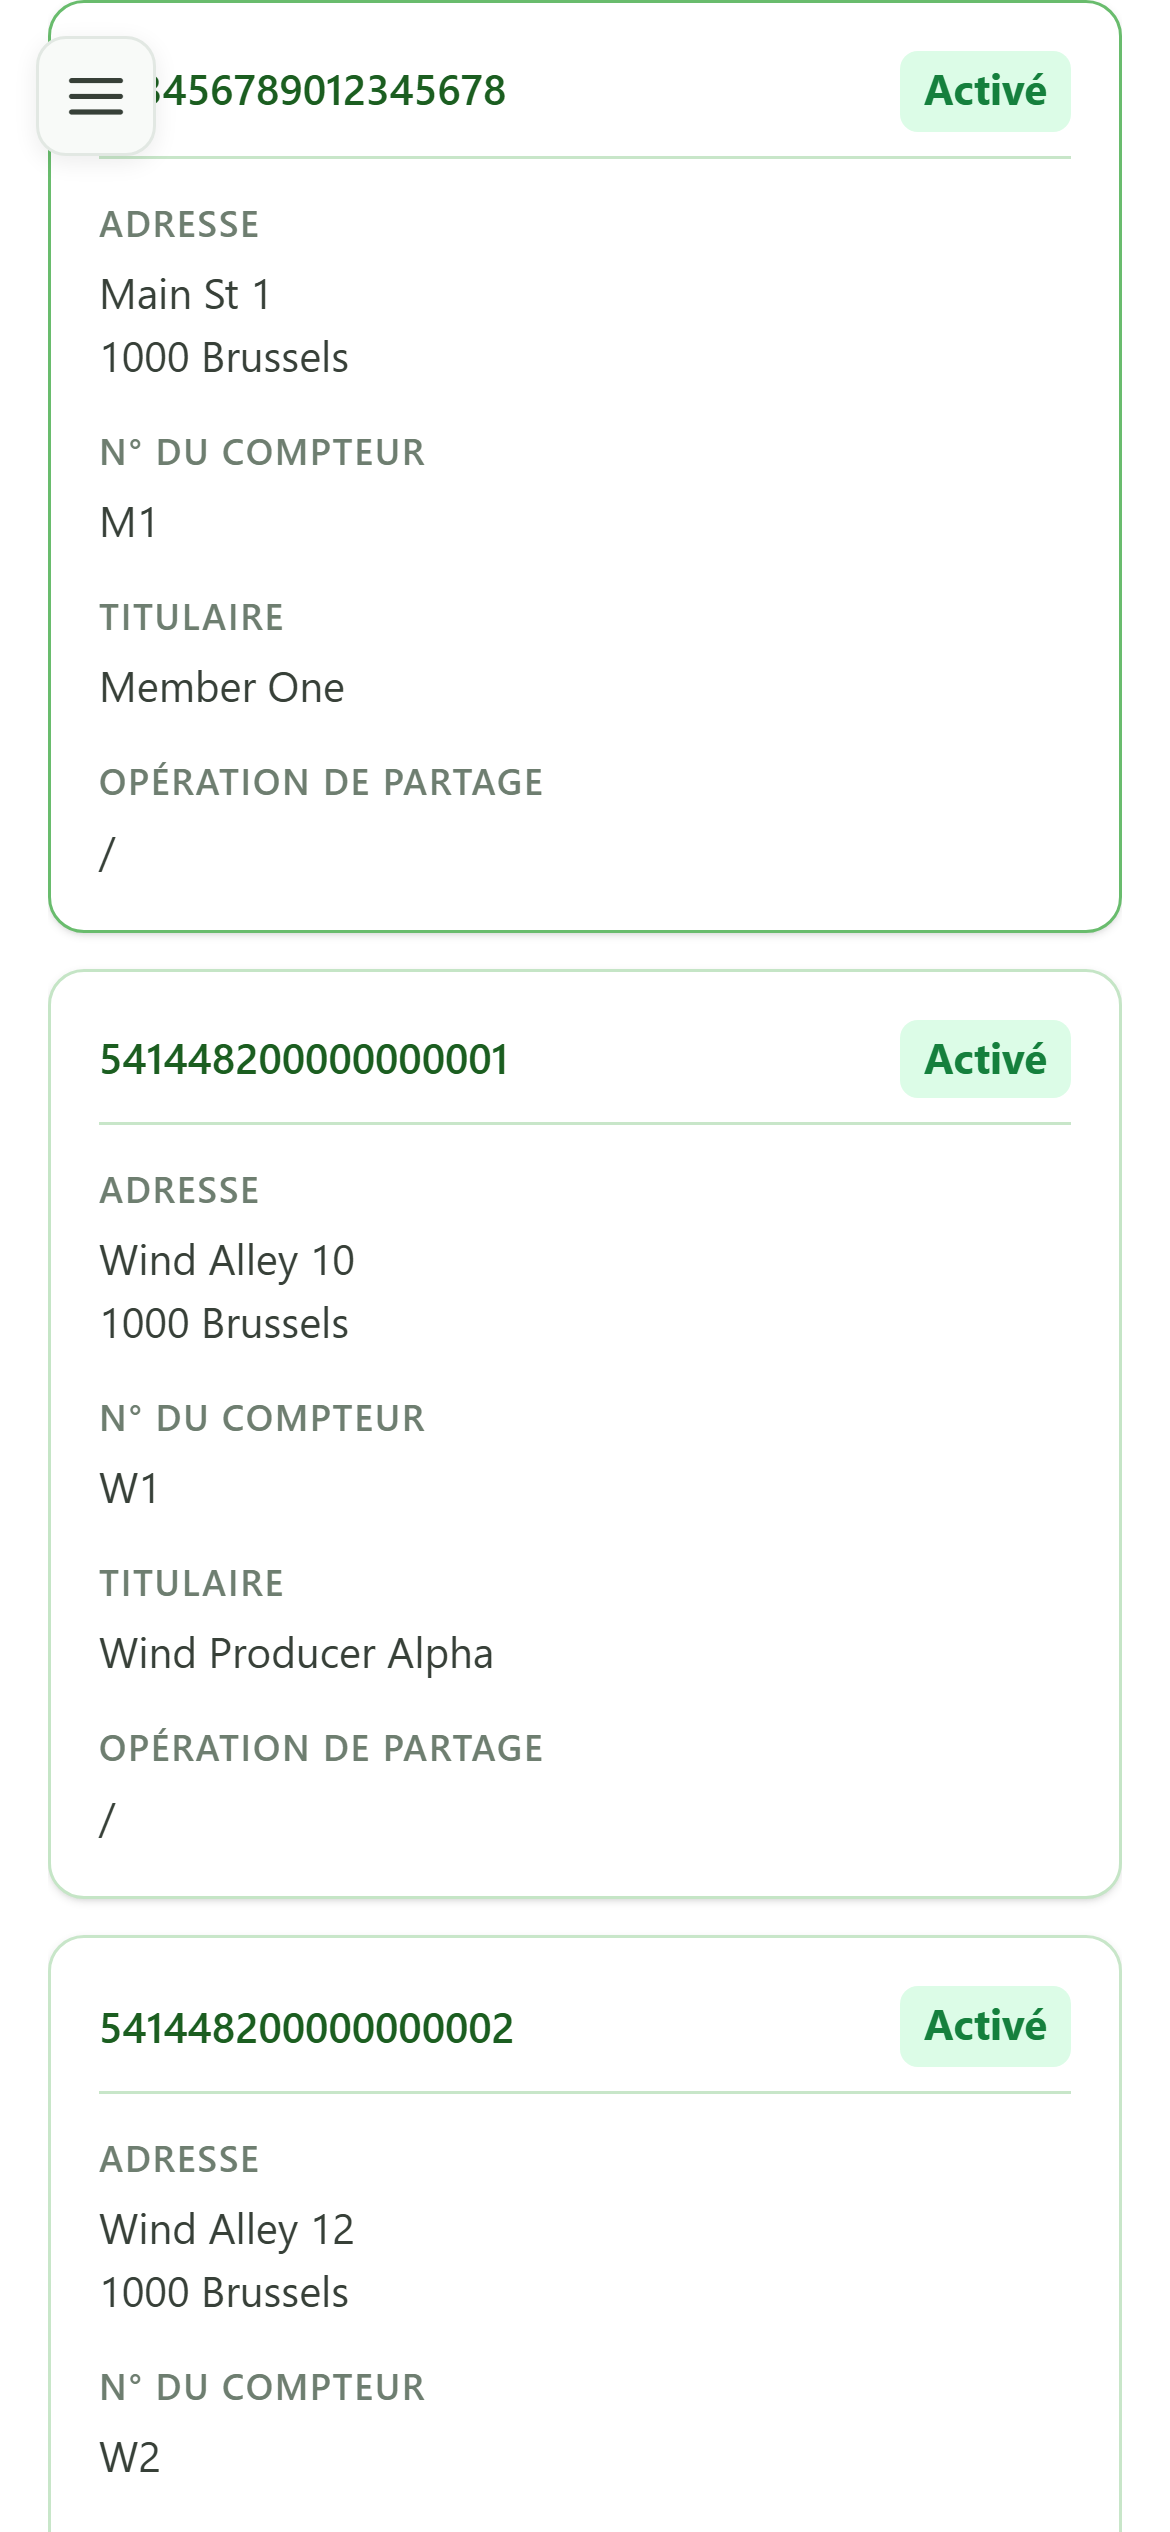 3456789012345678
Activé
ADRESSE
Main St 1
1000 Brussels
N° DU COMPTEUR
M1
TITULAIRE
Member One
OPÉRATION DE PARTAGE
/
541448200000000001
Activé
ADRESSE
Wind Alley 10
1000 Brussels
N° DU COMPTEUR
W1
TITULAIRE
Wind Producer Alpha
OPÉRATION DE PARTAGE
/
541448200000000002
Activé
ADRESSE
Wind Alley 12
1000 Brussels
N° DU COMPTEUR
W2